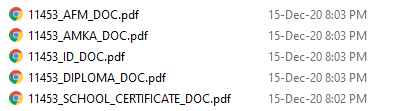 11453_AFM_DOC.pdf 15-Dec-20 8:03 PM
11453_AMKA_DOC.pdf 15-Dec-20 8:03 PM
11453_ID_DOC.pdf 15-Dec-20 8:03 PM
11453_DIPLOMA_DOC.pdf 15-Dec-20 8:03 PM
11453_SCHOOL_CERTIFICATE_DOC.pdf 15-Dec-20 8:02 PM